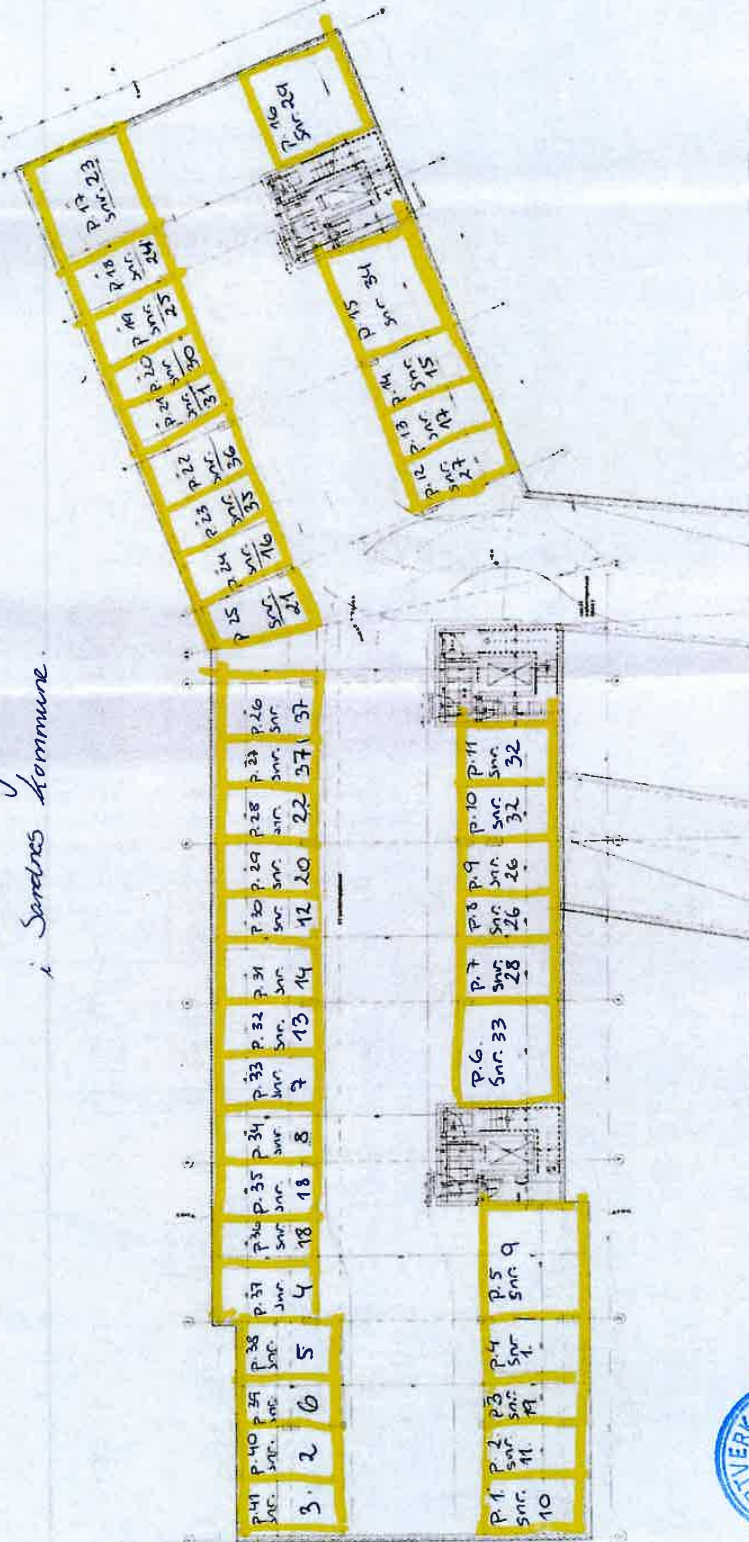 i Sandnes kommune
p. 16
snr 29
p 17
snr. 23
p 18
snr.
24
p 19
snr.
25
p 20
snr.
30
p. 21
snr.
31
p. 22
snr.
36
p 23
snr.
35
p 24
snr.
16
p 25
snr.
21
p 15
snr 34
p. 14
snr.
15
p 13
snr.
17
p. 12
snr.
27
p. 26
snr.
37
p. 27
snr.
37
p. 28
snr.
22
p. 29
snr.
20
p. 30
snr.
12
p. 31
snr.
14
p. 32
snr.
13
p. 33
snr.
7
p. 34
snr.
8
p. 35
snr.
18
p. 36
snr.
18
p. 37
snr.
4
p. 38
snr.
5
p. 39
snr.
6
p. 40
snr.
2
p. 41
snr.
3.
p. 11
snr.
32
p. 10
snr.
32
p. 9
snr.
26
p. 8
snr.
26
p. 7
snr.
28
p. 6.
snr. 33
p. 5
snr. 9
p. 4
snr
1.
p 3
snr.
19
p. 2
snr
11.
p. 1.
snr.
10